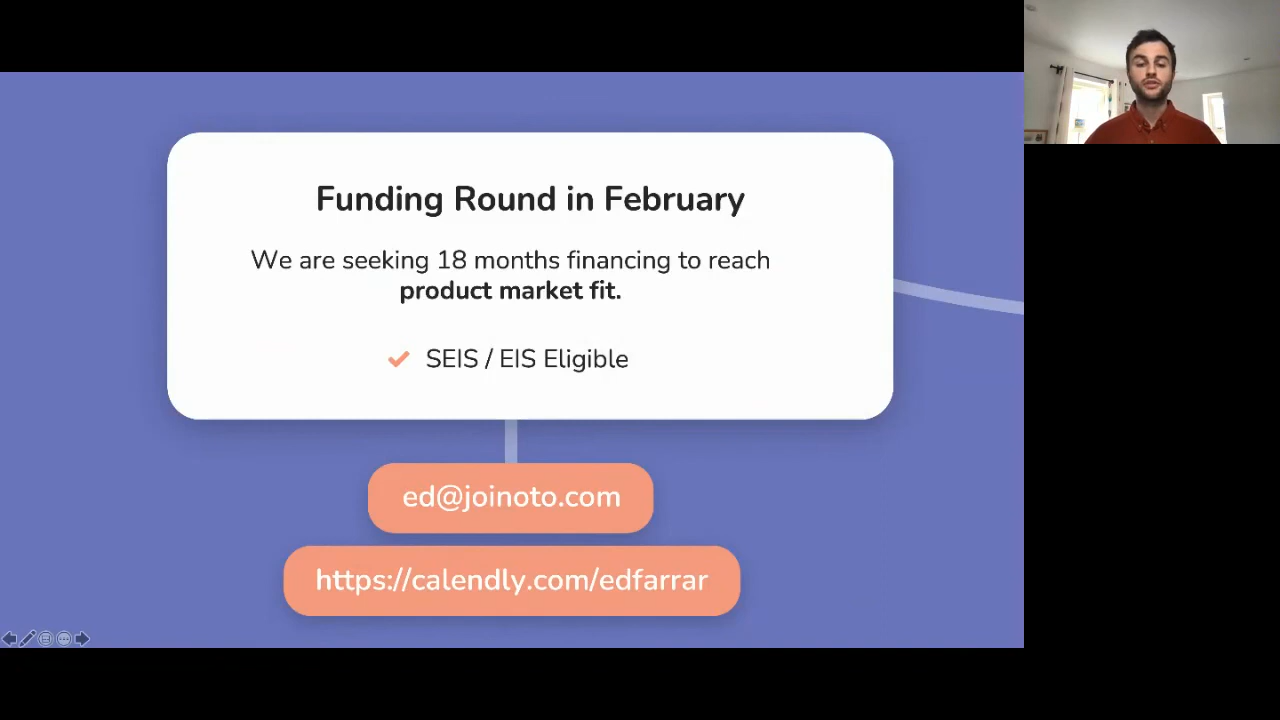 Funding Round in February
We are seeking 18 months financing to reach
product market fit.
SEIS / EIS Eligible
ed@joinoto.com
https://calendly.com/edfarrar